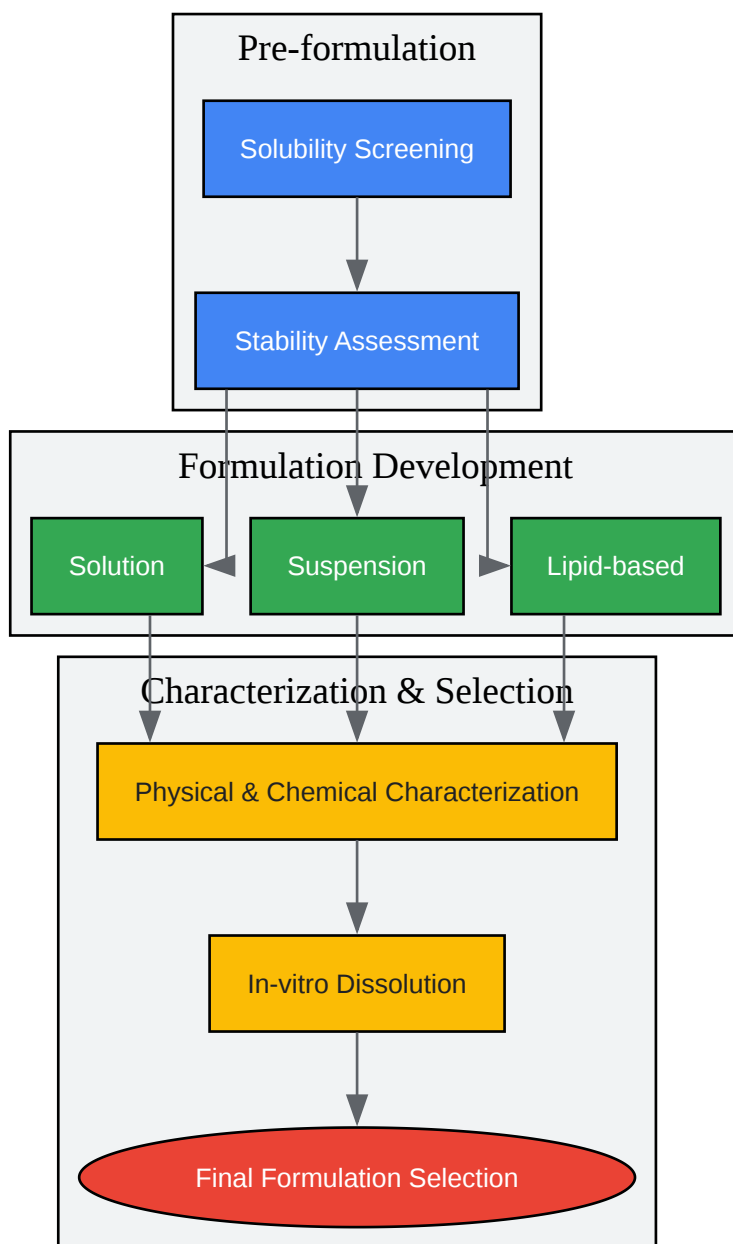 Pre-formulation
Solubility Screening
Stability Assessment
Formulation Development
Solution
Suspension
Lipid-based
Characterization & Selection
Physical & Chemical Characterization
In-vitro Dissolution
Final Formulation Selection